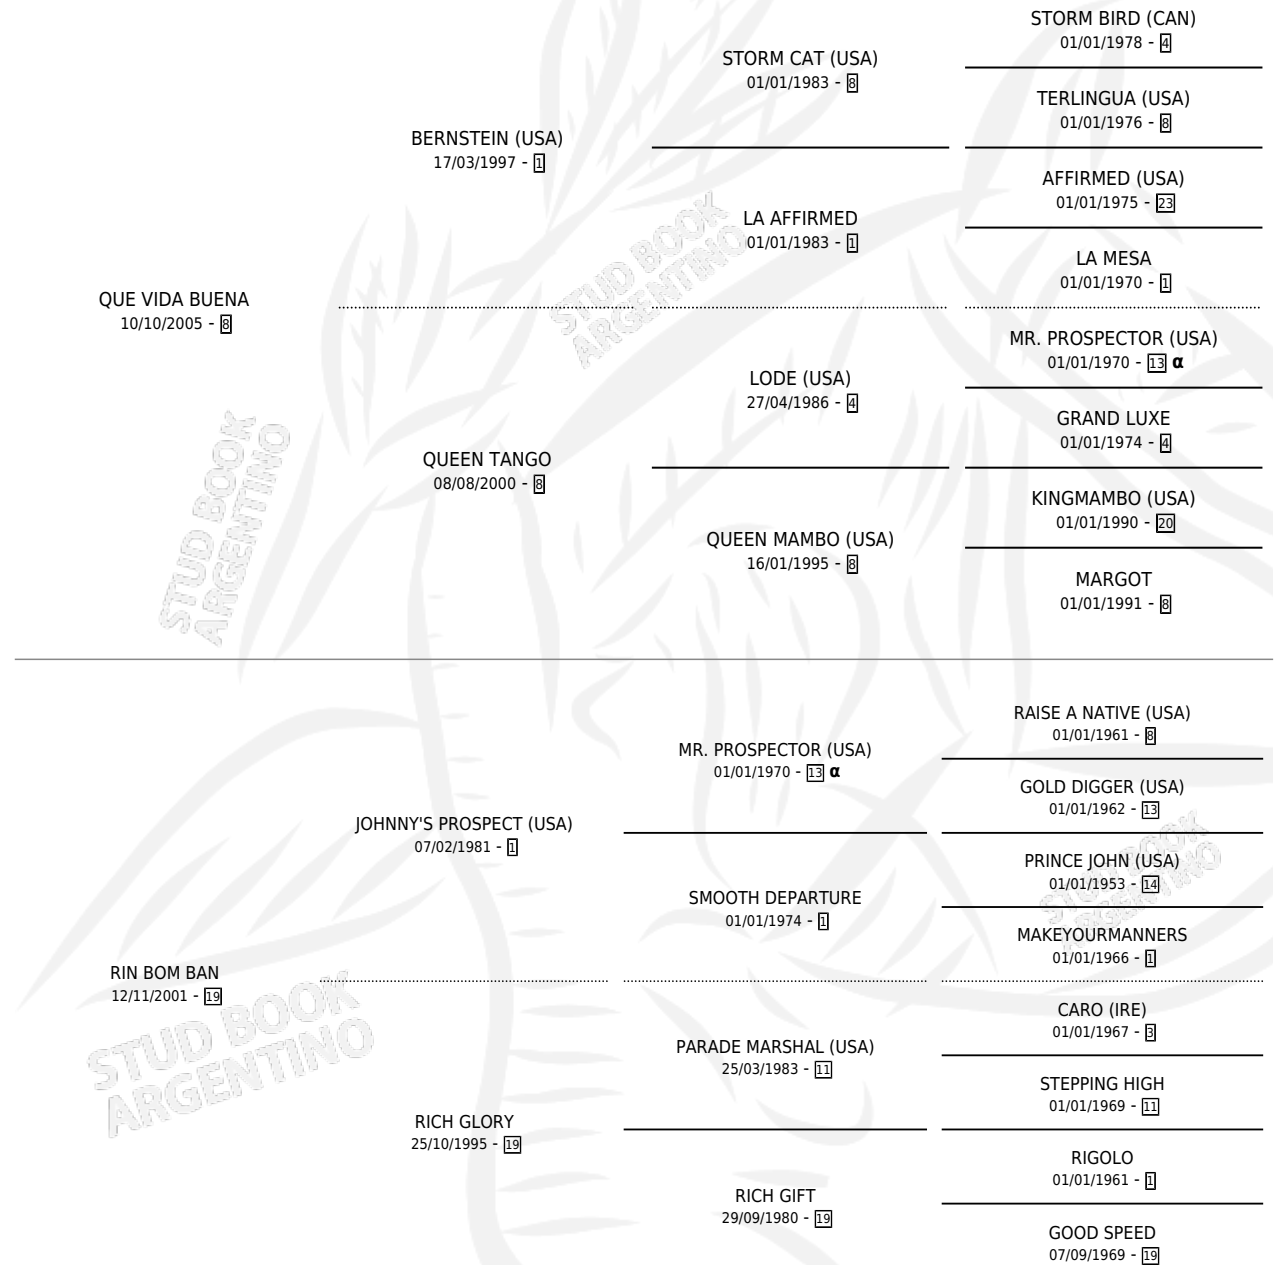 STORM BIRD (CAN)
01/01/1978 - 4
STORM CAT (USA)
01/01/1983 - 8
TERLINGUA (USA)
01/01/1976 - 8
BERNSTEIN (USA)
17/03/1997 - 1
AFFIRMED (USA)
01/01/1975 - 23
LA AFFIRMED
01/01/1983 - 1
LA MESA
01/01/1970 - 1
QUE VIDA BUENA
10/10/2005 - 8
MR. PROSPECTOR (USA)
01/01/1970 - 13 α
LODE (USA)
27/04/1986 - 4
GRAND LUXE
01/01/1974 - 4
QUEEN TANGO
08/08/2000 - 8
KINGMAMBO (USA)
01/01/1990 - 20
QUEEN MAMBO (USA)
16/01/1995 - 8
MARGOT
01/01/1991 - 8
RAISE A NATIVE (USA)
01/01/1961 - 8
MR. PROSPECTOR (USA)
01/01/1970 - 13 α
GOLD DIGGER (USA)
01/01/1962 - 13
JOHNNY'S PROSPECT (USA)
07/02/1981 - 1
PRINCE JOHN (USA)
01/01/1953 - 14
SMOOTH DEPARTURE
01/01/1974 - 1
MAKEYOURMANNERS
01/01/1966 - 1
RIN BOM BAN
12/11/2001 - 19
CARO (IRE)
01/01/1967 - 3
PARADE MARSHAL (USA)
25/03/1983 - 11
STEPPING HIGH
01/01/1969 - 11
RICH GLORY
25/10/1995 - 19
RIGOLO
01/01/1961 - 1
RICH GIFT
29/09/1980 - 19
GOOD SPEED
07/09/1969 - 19
STUD BOOK
ARGENTINO
STUD BOOK
ARGENTINO
STUD BOOK
ARGENTINO
STUD BOOK
ARGENTINO